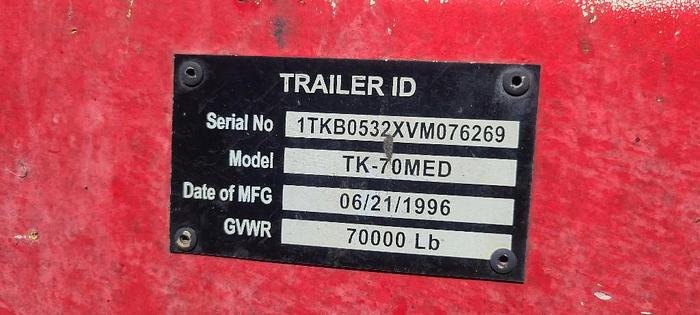 TRAILER ID
Serial No 1TKB0532XVM076269
Model TK-70MED
Date of MFG 06/21/1996
GVWR 70000 Lb